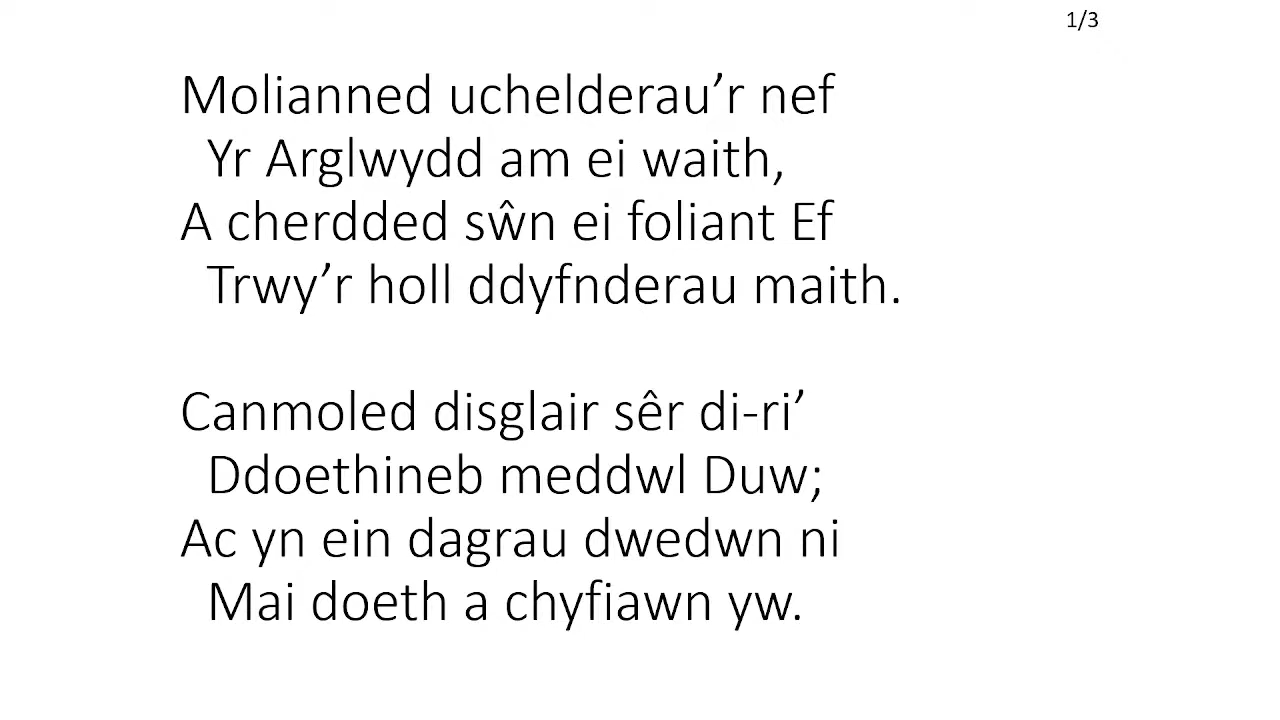 1/3
Molianned uchelderau’r nef
Yr Arglwydd am ei waith,
A cherdded sŵn ei foliant Ef
Trwy’r holl ddyfnderau maith.
Canmoled disglair sêr di-ri’
Ddoethineb meddwl Duw;
Ac yn ein dagrau dwedwn ni
Mai doeth a chyfiawn yw.